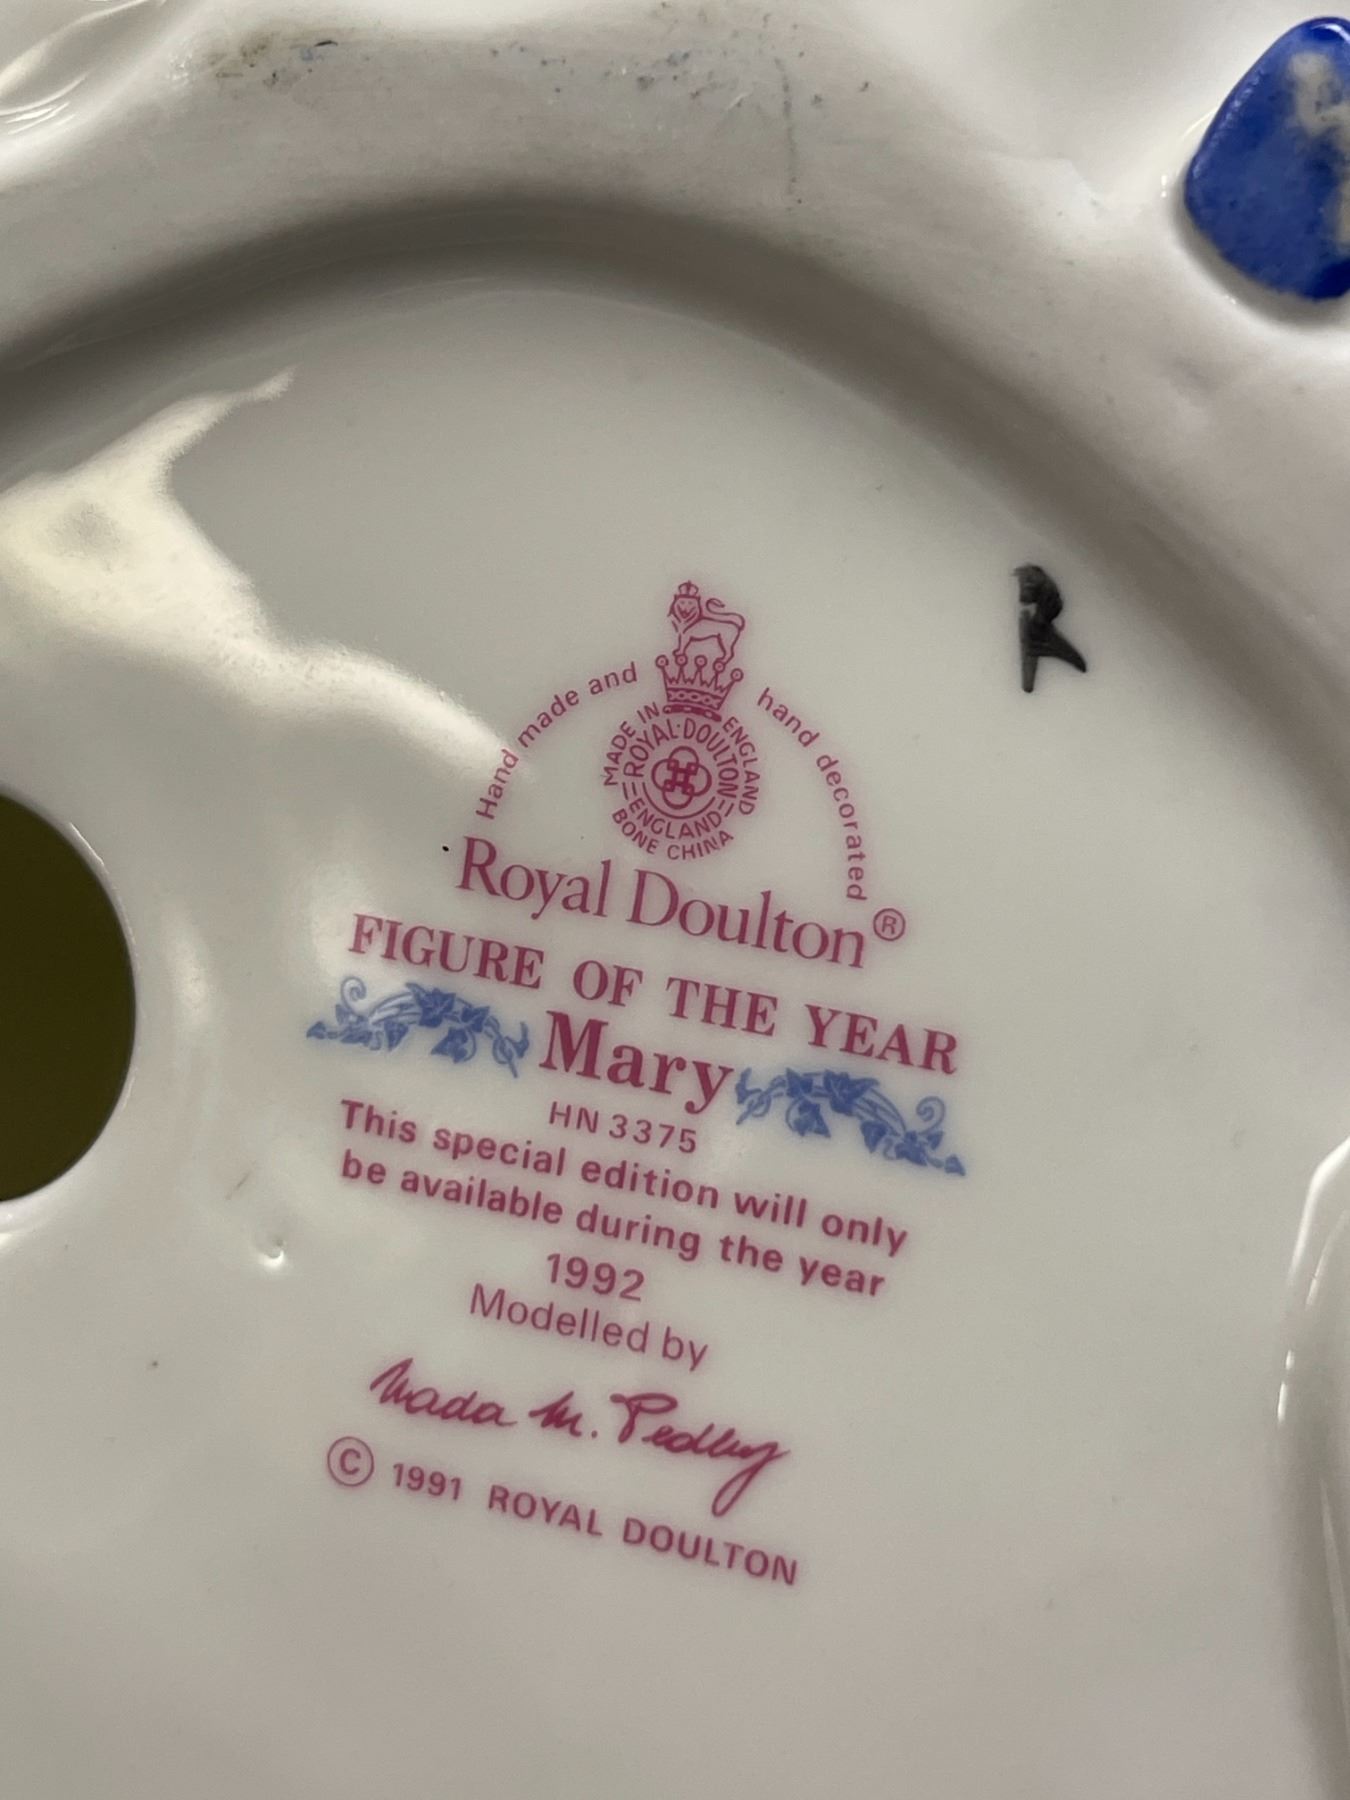 Hand made and hand decorated
MADE IN ENGLAND
ROYAL·DOULTON
ENGLAND
BONE CHINA
Royal Doulton®
FIGURE OF THE YEAR
Mary
HN 3375
This special edition will only
be available during the year
1992
Modelled by
Nada M. Pedley
© 1991 ROYAL DOULTON
R